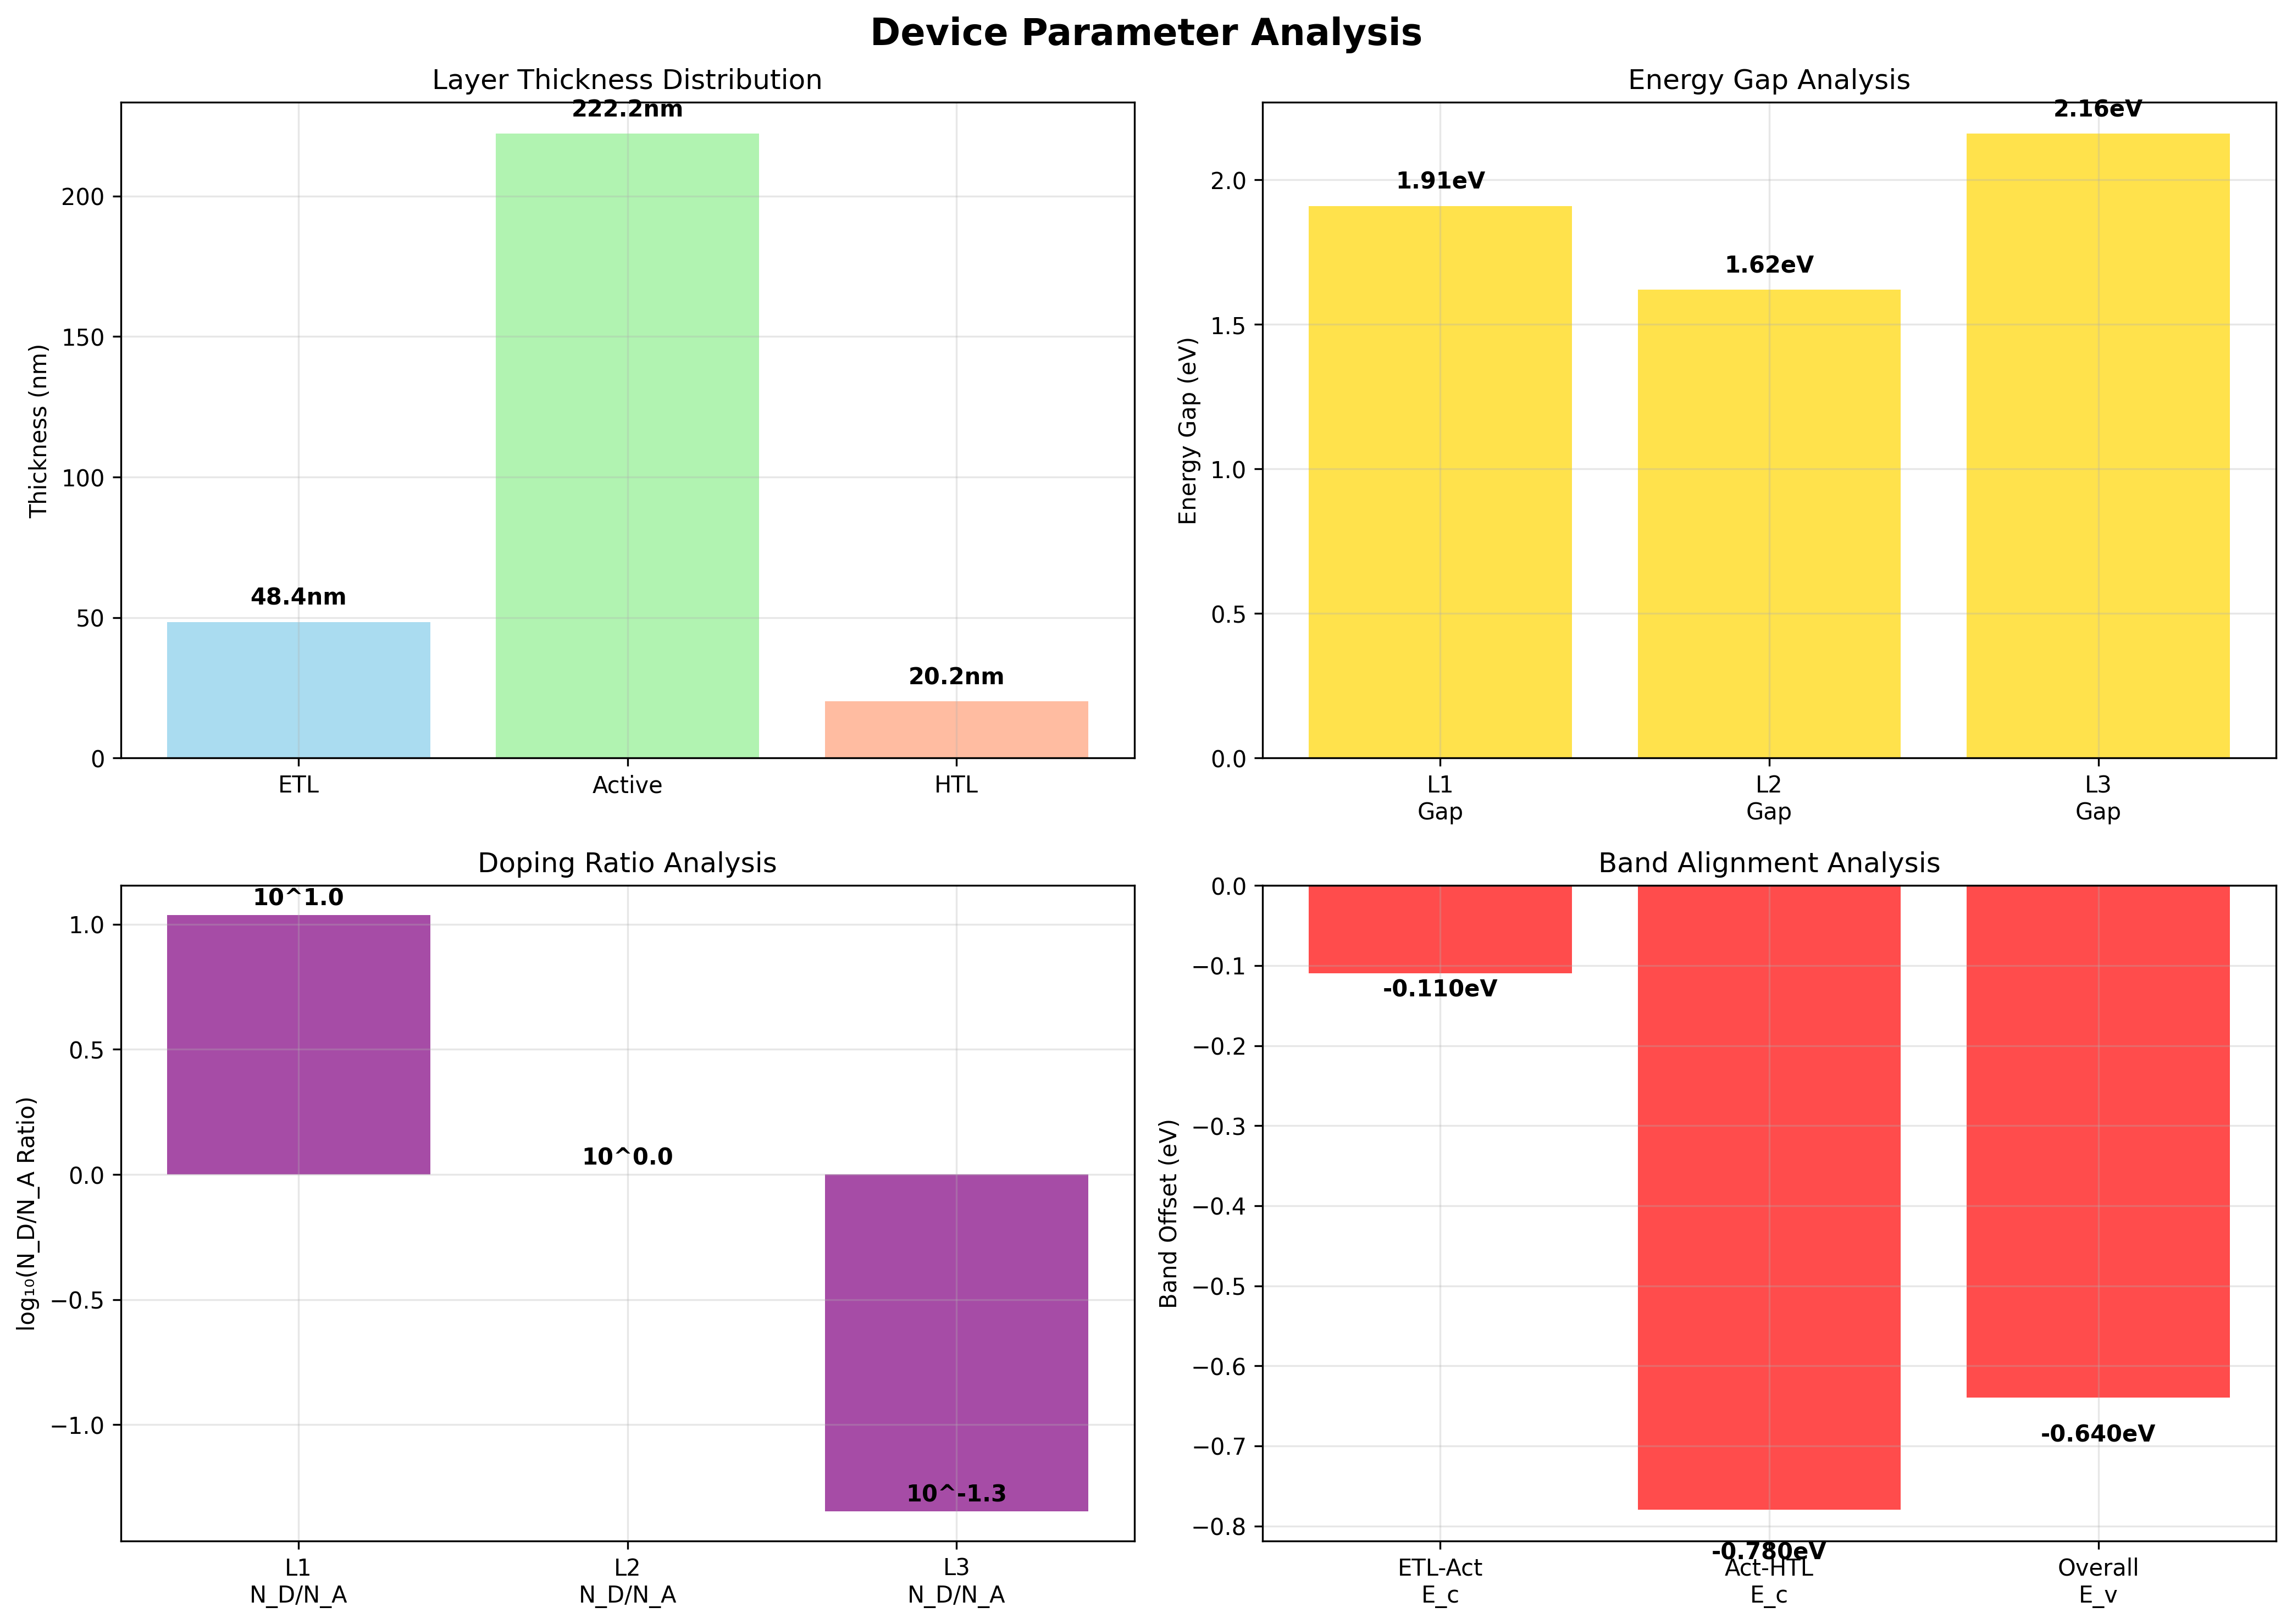 Device Parameter Analysis
Layer Thickness Distribution
Thickness (nm)
200
150
100
50
0
222.2nm
48.4nm
20.2nm
ETL
Active
HTL
Energy Gap Analysis
Energy Gap (eV)
2.0
1.5
1.0
0.5
0.0
1.91eV
1.62eV
2.16eV
L1
Gap
L2
Gap
L3
Gap
Doping Ratio Analysis
log₁₀(N_D/N_A Ratio)
1.0
0.5
0.0
−0.5
−1.0
10^1.0
10^0.0
10^-1.3
L1
N_D/N_A
L2
N_D/N_A
L3
N_D/N_A
Band Alignment Analysis
Band Offset (eV)
0.0
−0.1
−0.2
−0.3
−0.4
−0.5
−0.6
−0.7
−0.8
-0.110eV
-0.780eV
-0.640eV
ETL-Act
E_c
Act-HTL
E_c
Overall
E_v